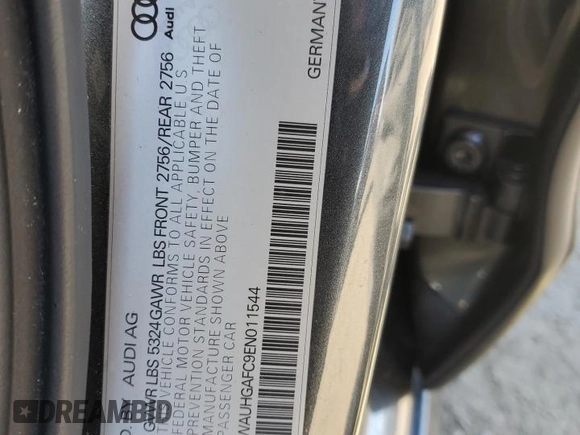 Audi
AUDI AG
GVWR LBS 5324 GAWR LBS FRONT 2756/REAR 2756
VEHICLE CONFORMS TO ALL APPLICABLE U S
FEDERAL MOTOR VEHICLE SAFETY, BUMPER AND THEFT
PREVENTION STANDARDS IN EFFECT ON THE DATE OF
MANUFACTURE SHOWN ABOVE
PASSENGER CAR
WAUHGAFC9EN011544
GERMANY
DREAMBID